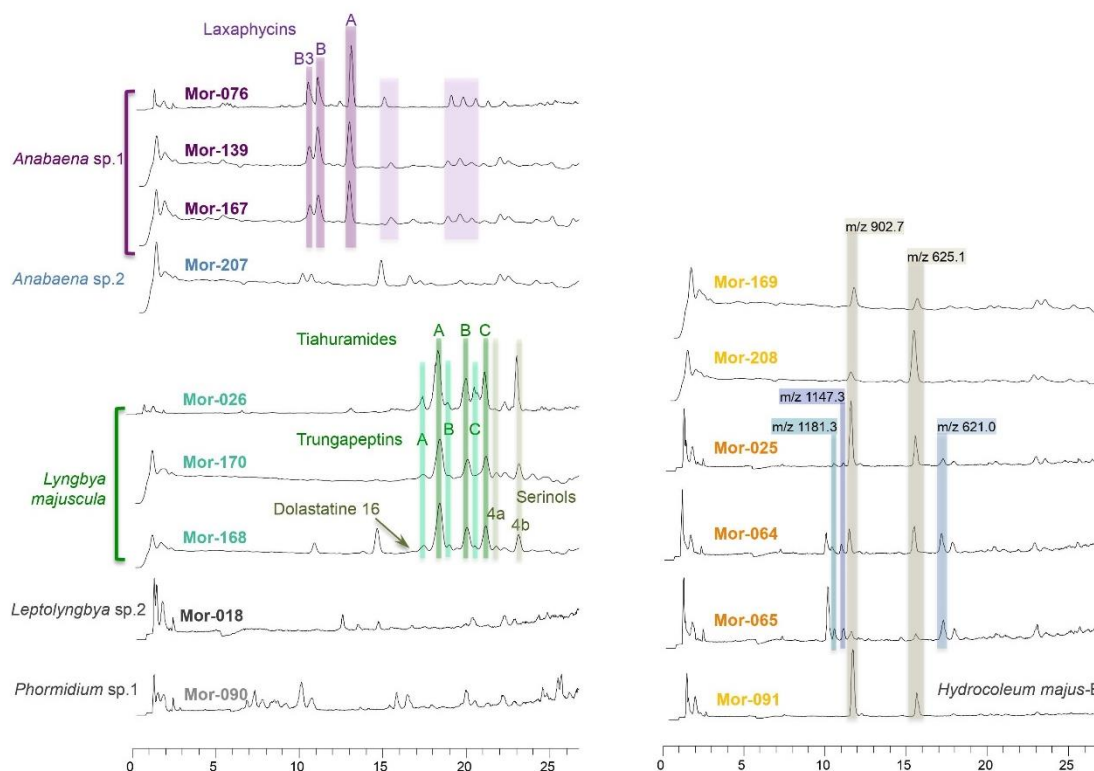 Laxaphycins
A
B3
B
Mor-076
Anabaena sp.1
Mor-139
Mor-167
Anabaena sp.2
Mor-207
Tiahuramides
A
B
C
Mor-026
Trungapeptins
A
B
C
Lyngbya
majuscula
Mor-170
Dolastatine 16
Serinols
4a
4b
Mor-168
Leptolyngbya sp.2
Mor-018
Phormidium sp.1
Mor-090
0
5
10
15
20
25
m/z 902.7
m/z 625.1
Mor-169
Mor-208
m/z 1147.3
m/z 1181.3
m/z 621.0
Mor-025
Mor-064
Mor-065
Hydrocoleum majus-B
Mor-091
0
5
10
15
20
25